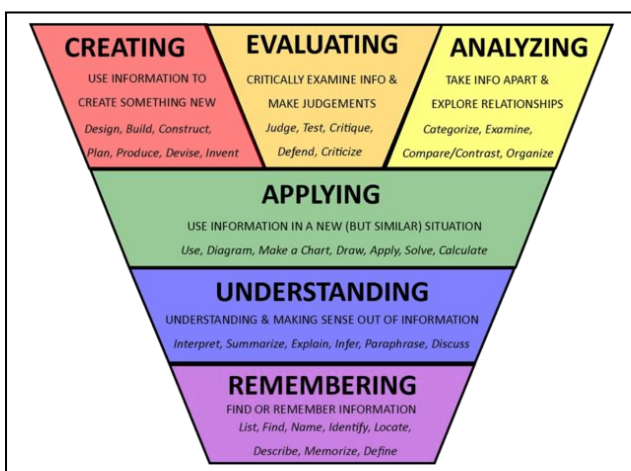 CREATING
USE INFORMATION TO
CREATE SOMETHING NEW
Design, Build, Construct,
Plan, Produce, Devise, Invent
EVALUATING
CRITICALLY EXAMINE INFO &
MAKE JUDGEMENTS
Judge, Test, Critique,
Defend, Criticize
ANALYZING
TAKE INFO APART &
EXPLORE RELATIONSHIPS
Categorize, Examine,
Compare/Contrast, Organize
APPLYING
USE INFORMATION IN A NEW (BUT SIMILAR) SITUATION
Use, Diagram, Make a Chart, Draw, Apply, Solve, Calculate
UNDERSTANDING
UNDERSTANDING & MAKING SENSE OUT OF INFORMATION
Interpret, Summarize, Explain, Infer, Paraphrase, Discuss
REMEMBERING
FIND OR REMEMBER INFORMATION
List, Find, Name, Identify, Locate,
Describe, Memorize, Define